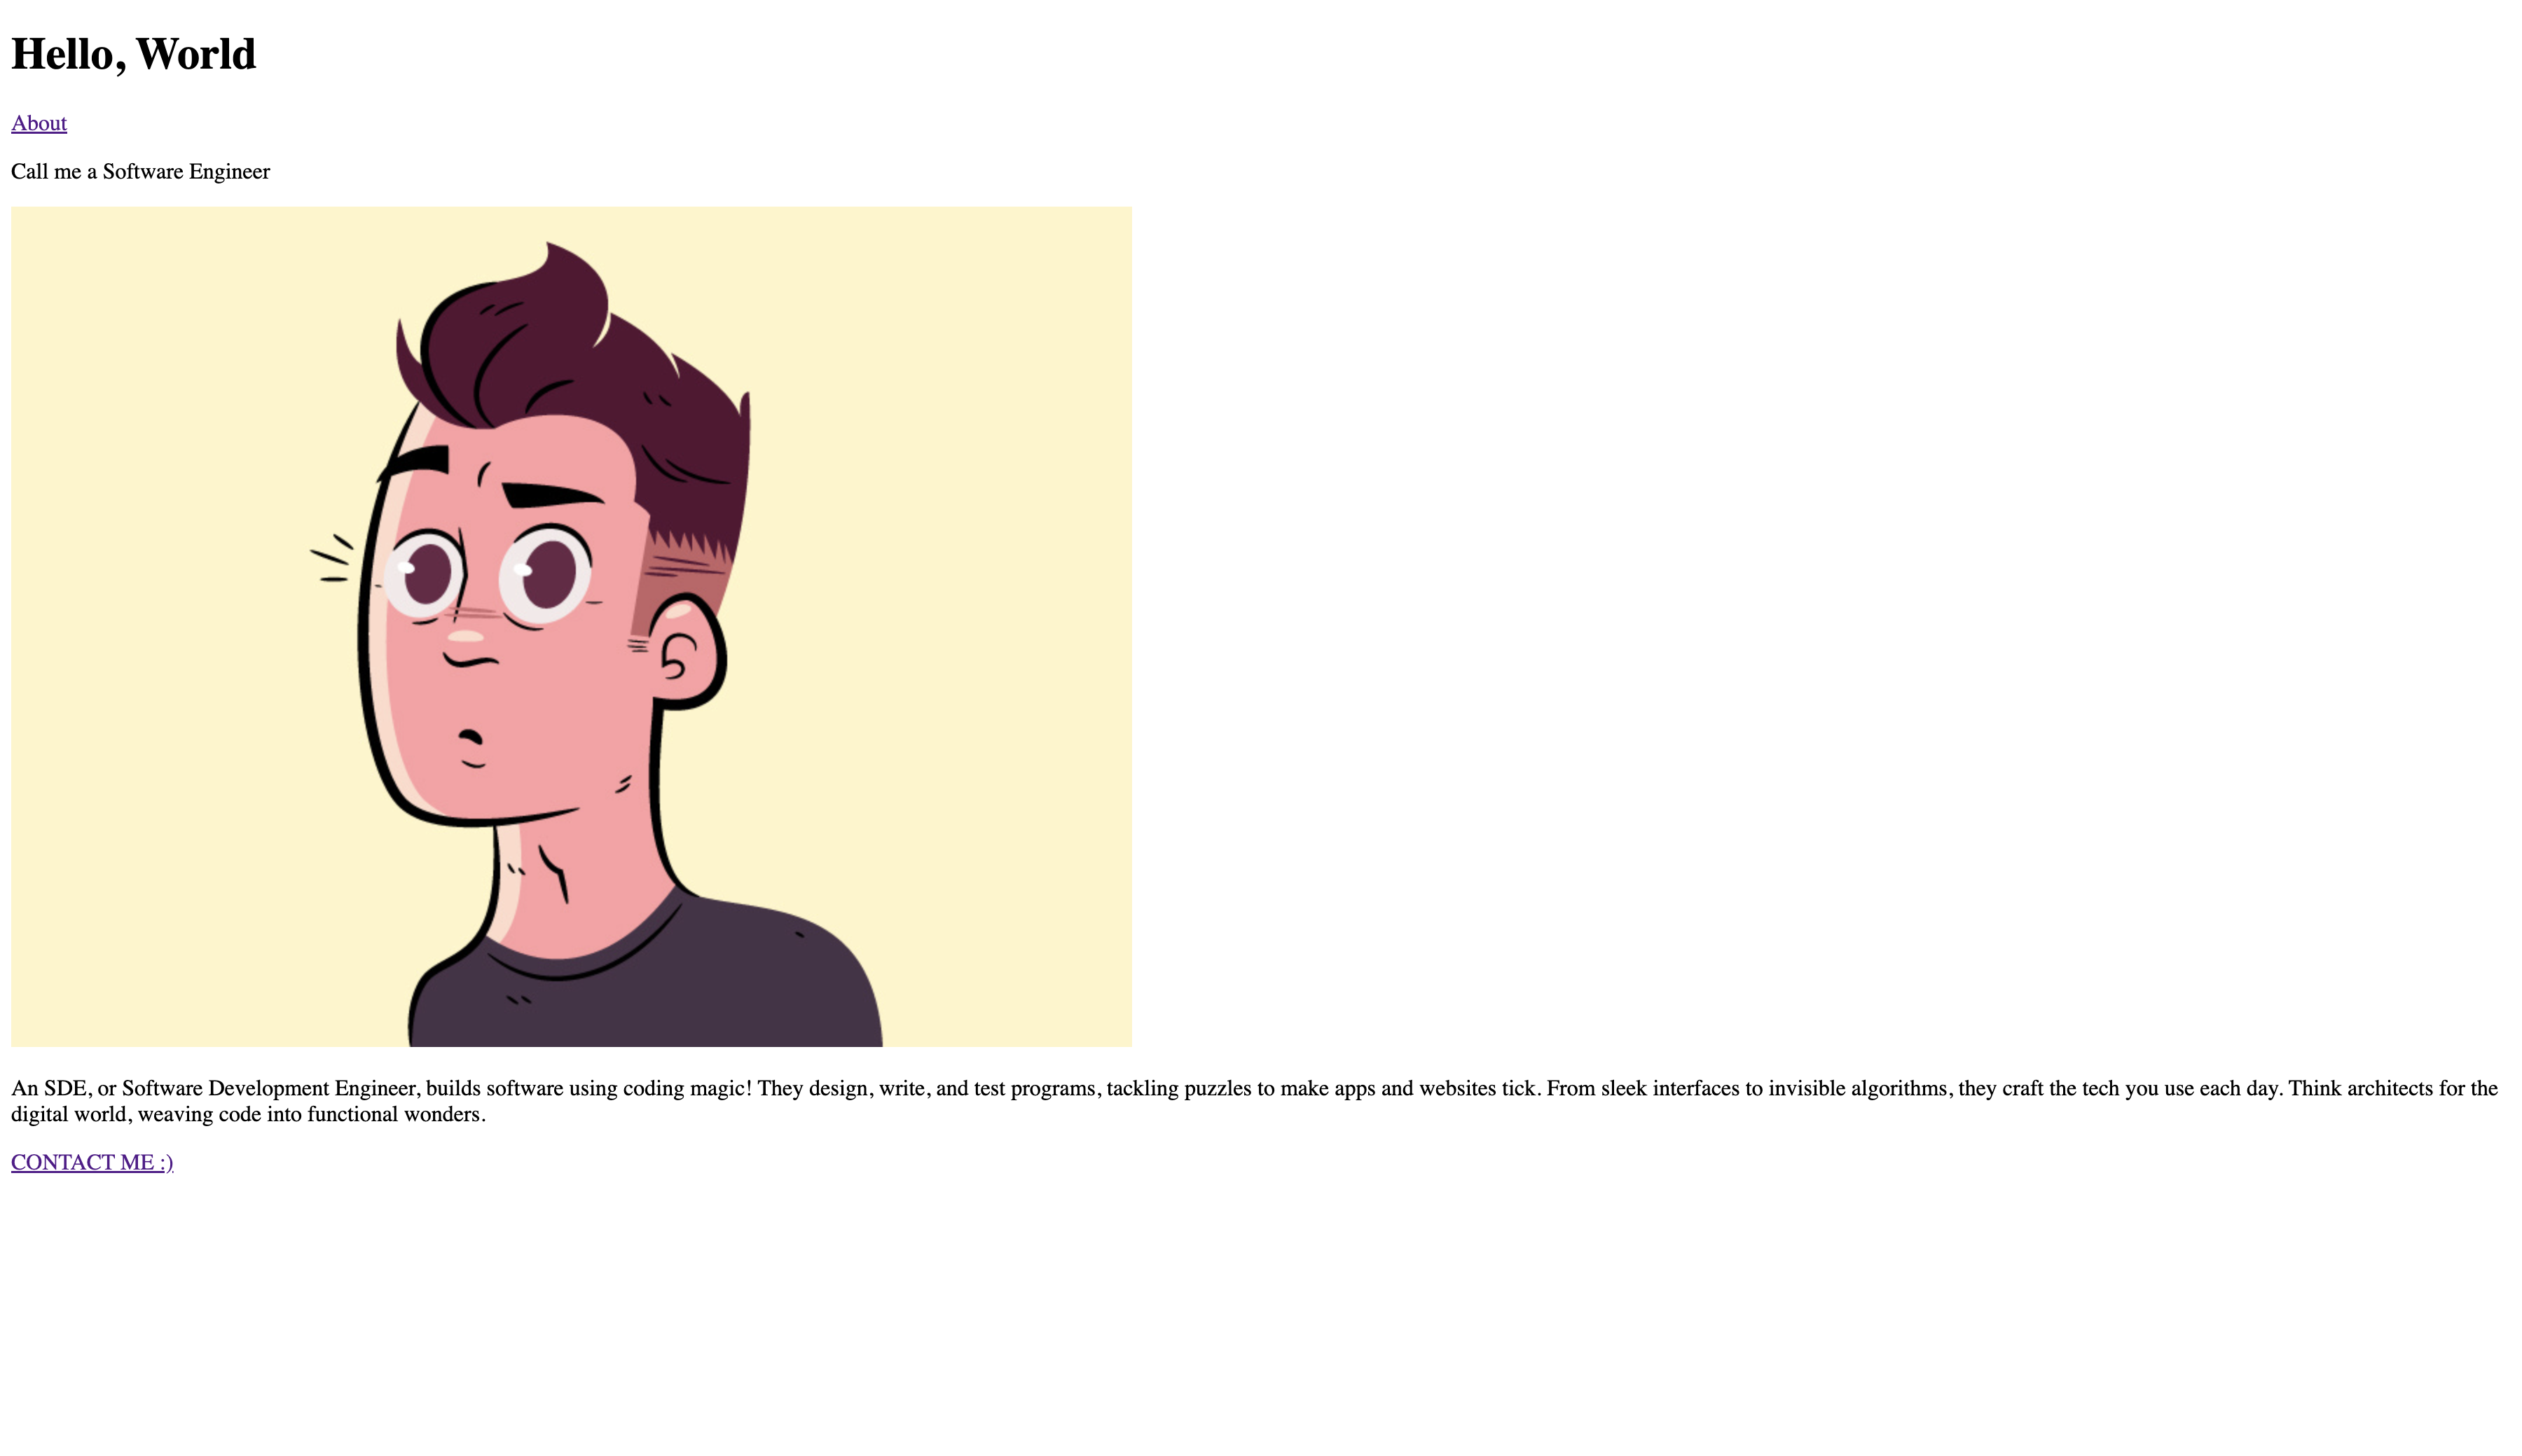 Hello, World
About
Call me a Software Engineer
An SDE, or Software Development Engineer, builds software using coding magic! They design, write, and test programs, tackling puzzles to make apps and websites tick. From sleek interfaces to invisible algorithms, they craft the tech you use each day. Think architects for the
digital world, weaving code into functional wonders.
CONTACT ME :)